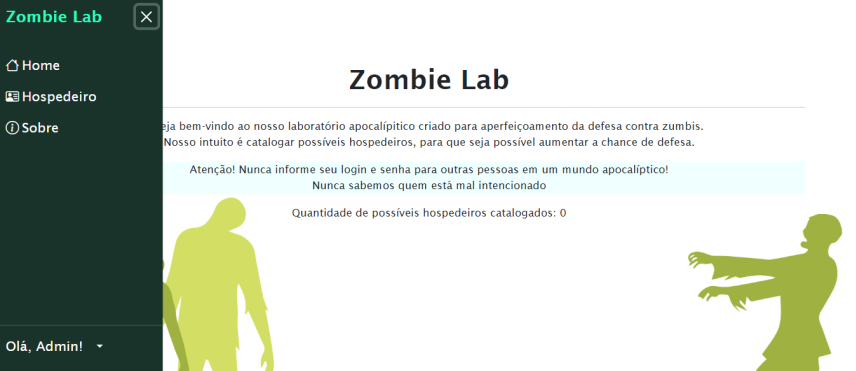 Zombie Lab
Home
Hospedeiro
Sobre
Olá, Admin!
Zombie Lab
bem-vindo ao nosso laboratório apocalípitico criado para aperfeiçoamento da defesa contra zumbis.
Nosso intuito é catalogar possíveis hospedeiros, para que seja possível aumentar a chance de defesa.
Atenção! Nunca informe seu login e senha para outras pessoas em um mundo apocalíptico!
Nunca sabemos quem está mal intencionado
Quantidade de possíveis hospedeiros catalogados: 0